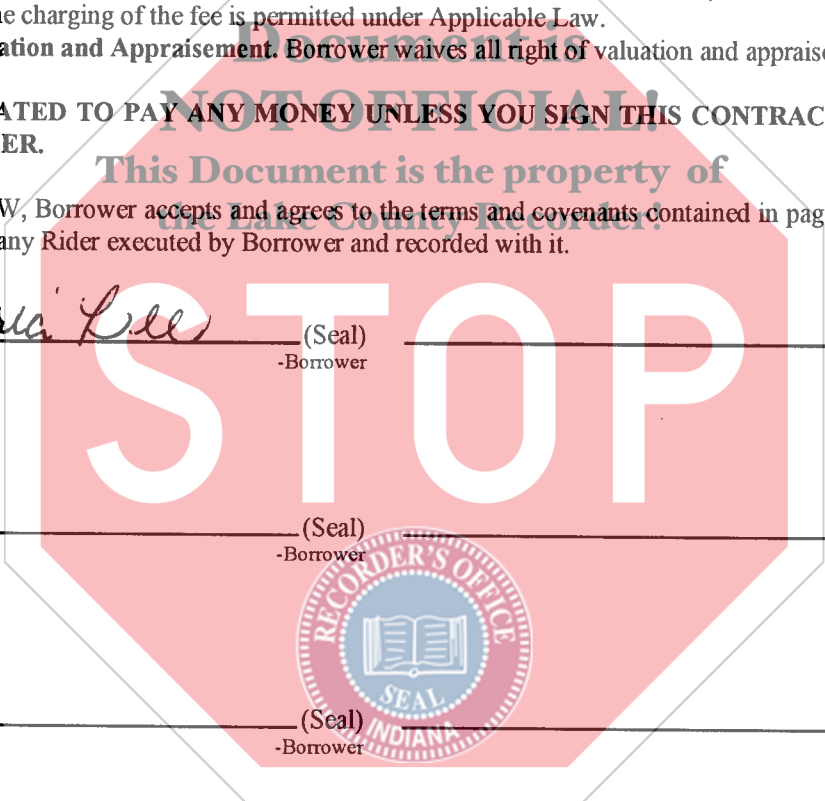 e charging of the fee is permitted under Applicable Law.
Document is
ation and Appraisement. Borrower waives all right of valuation and apprais
NOT OFFICIAL!
ATED TO PAY ANY MONEY UNLESS YOU SIGN THIS CONTRAC
ER.
This Document is the property of
W, Borrower accepts and agrees to the terms and covenants contained in pag
the Lake County Recorder!
any Rider executed by Borrower and recorded with it.
STOP
Lee (Seal)
-Borrower
(Seal)
-Borrower
RECORDER'S OFFICE
SEAL
INDIANA
(Seal)
-Borrower